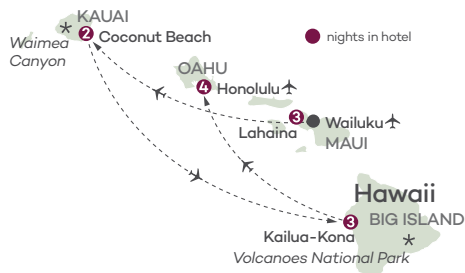 KAUAI
2 Coconut Beach
Waimea
Canyon
nights in hotel
OAHU
4 Honolulu
3 Wailuku
Lahaina
MAUI
Hawaii
3 BIG ISLAND
Kailua-Kona
Volcanoes National Park